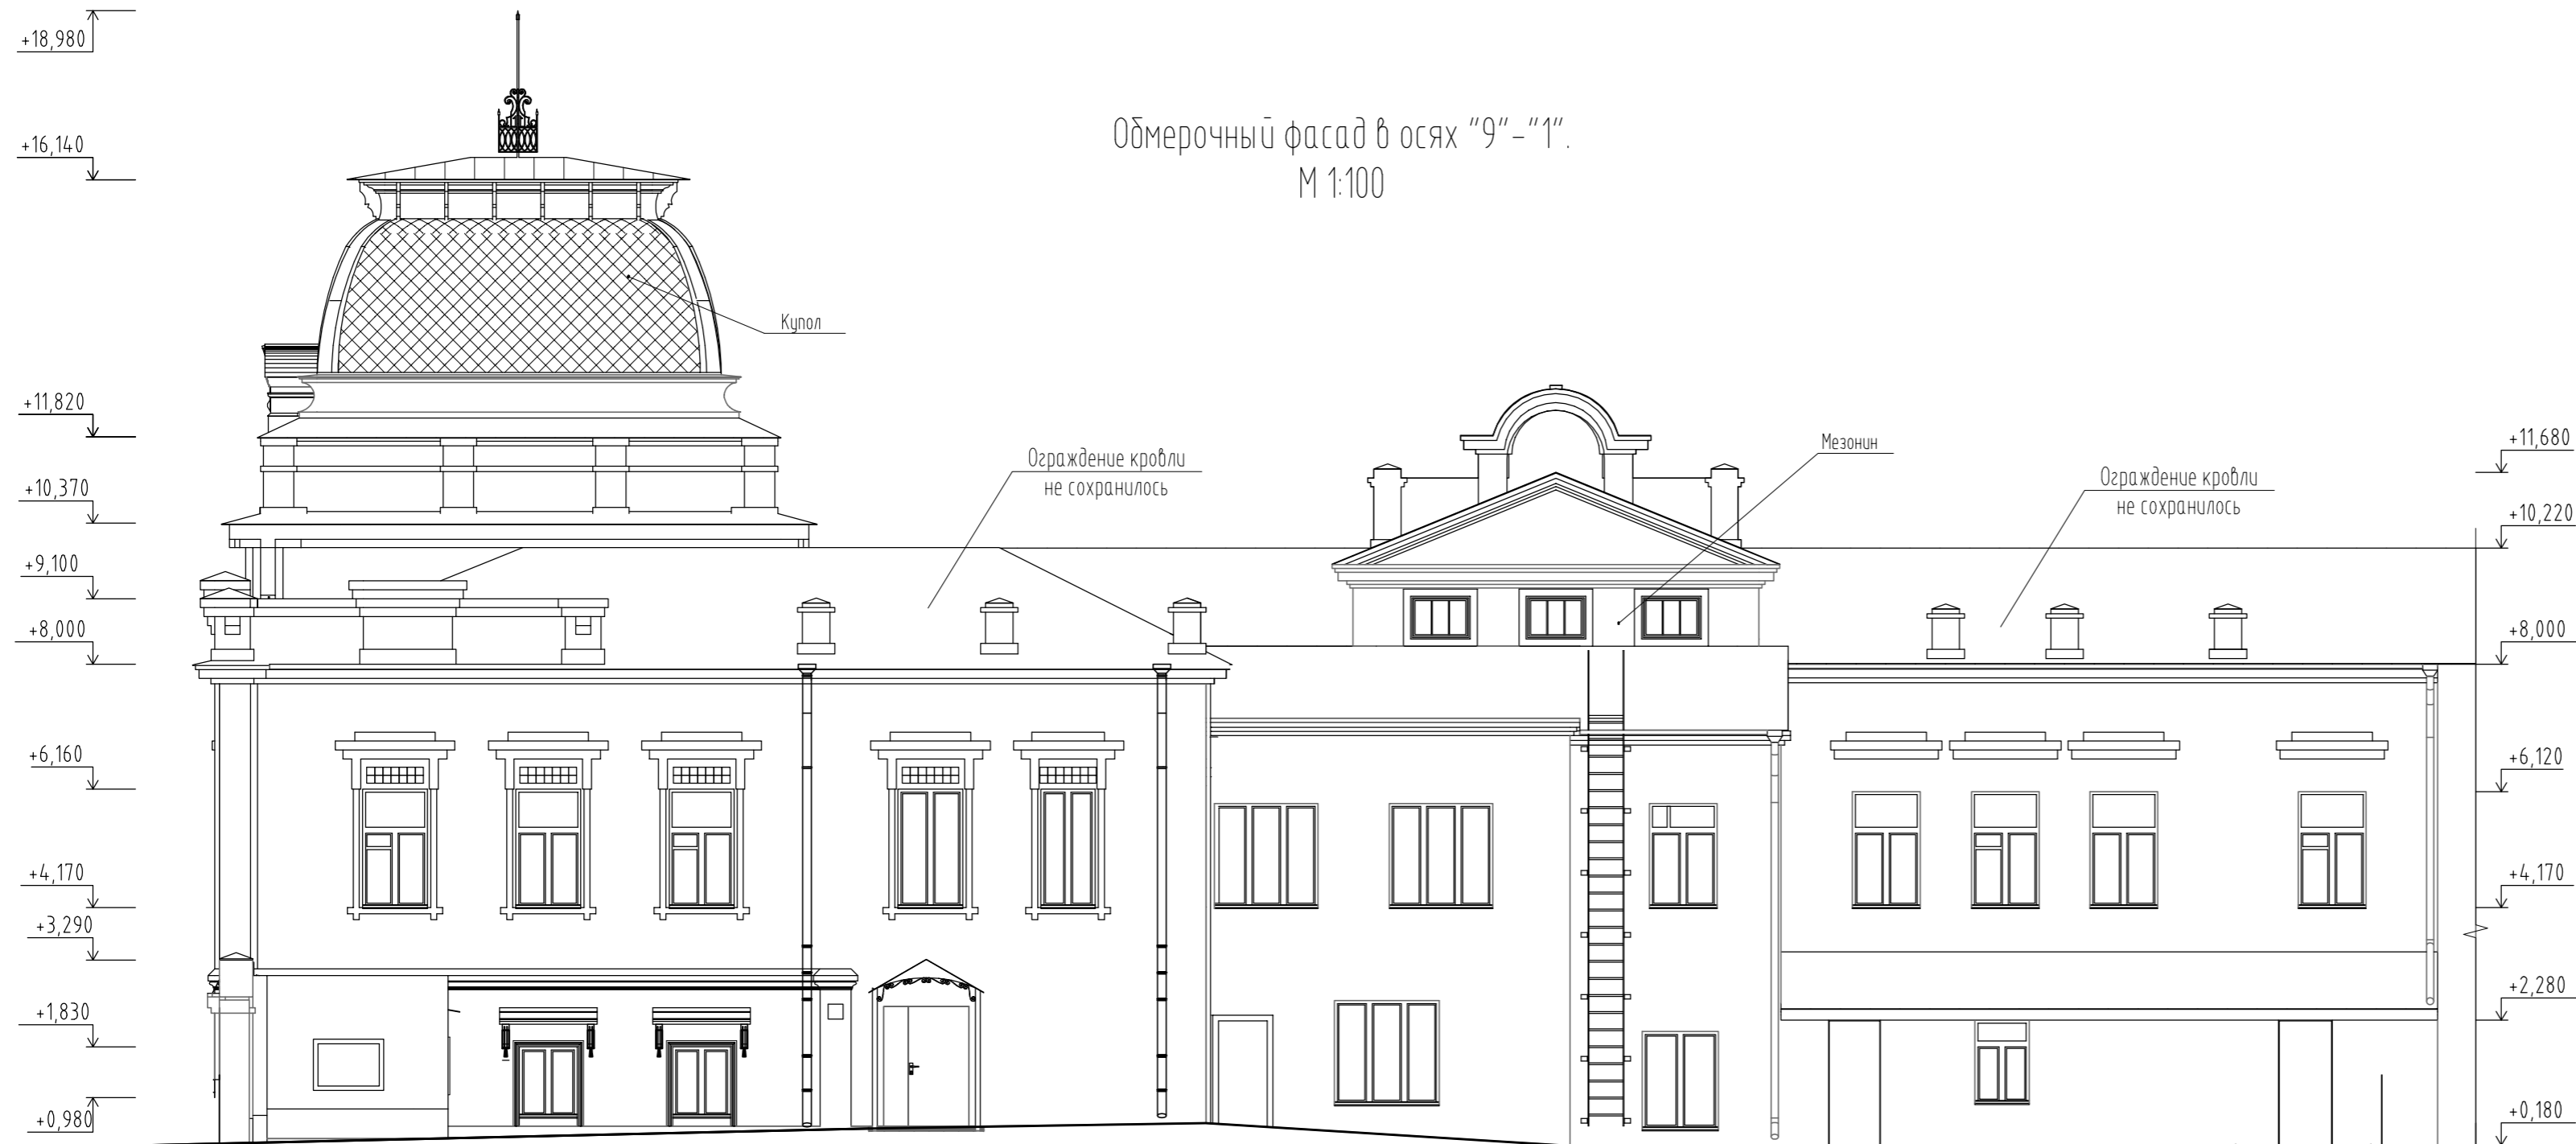 +18,980
+16,140
Обмерочный фасад в осях "9"-"1".
М 1:100
Купол
+11,820
+10,370
+9,100
+8,000
+6,160
+4,170
+3,290
+1,830
+0,980
Ограждение кровли
не сохранилось
Мезонин
Ограждение кровли
не сохранилось
+11,680
+10,220
+8,000
+6,120
+4,170
+2,280
+0,180